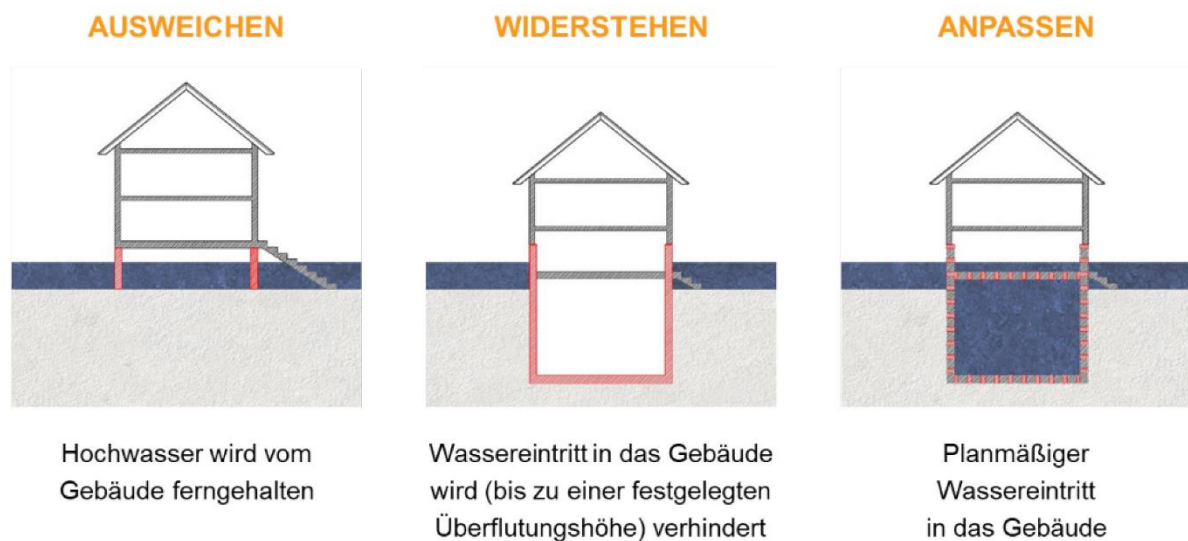 AUSWEICHEN
Hochwasser wird vom
Gebäude ferngehalten
WIDERSTEHEN
Wassereintritt in das Gebäude
wird (bis zu einer festgelegten
Überflutungshöhe) verhindert
ANPASSEN
Planmäßiger
Wassereintritt
in das Gebäude